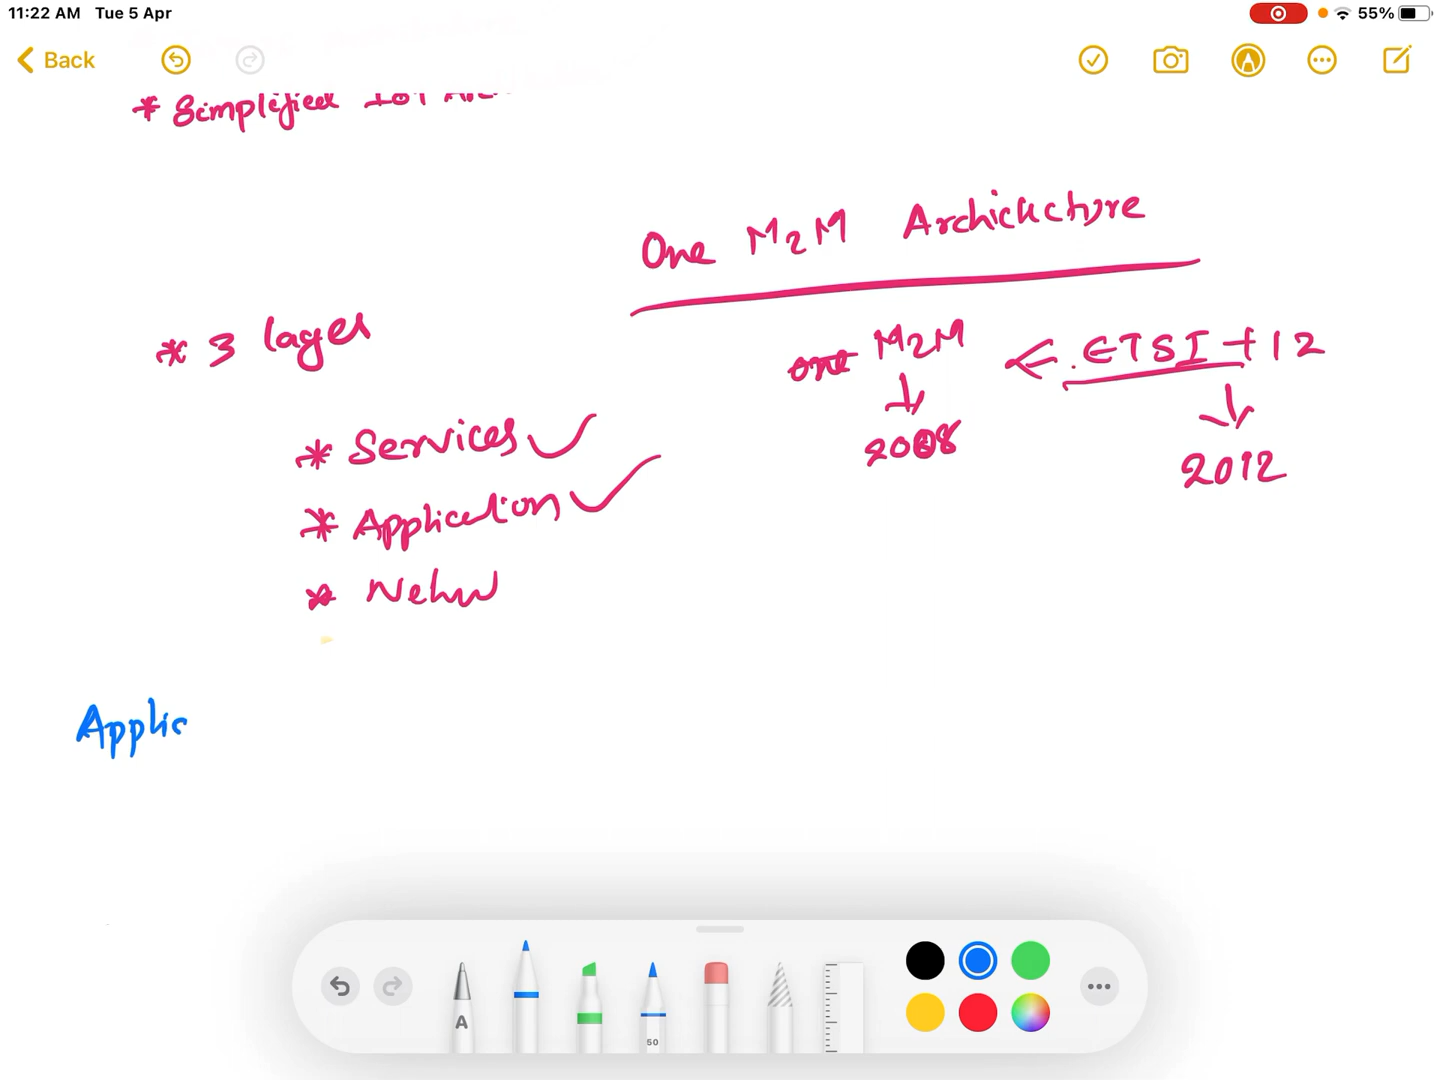 11:22 AM Tue 5 Apr
55%
Back
* Simplified IoT
One M2M Architecture
* 3 layer
one M2M ← ETSI + 12
↓ ↓
2008 2012
* Services ✓
* Application ✓
* Netw
Applic
A
50